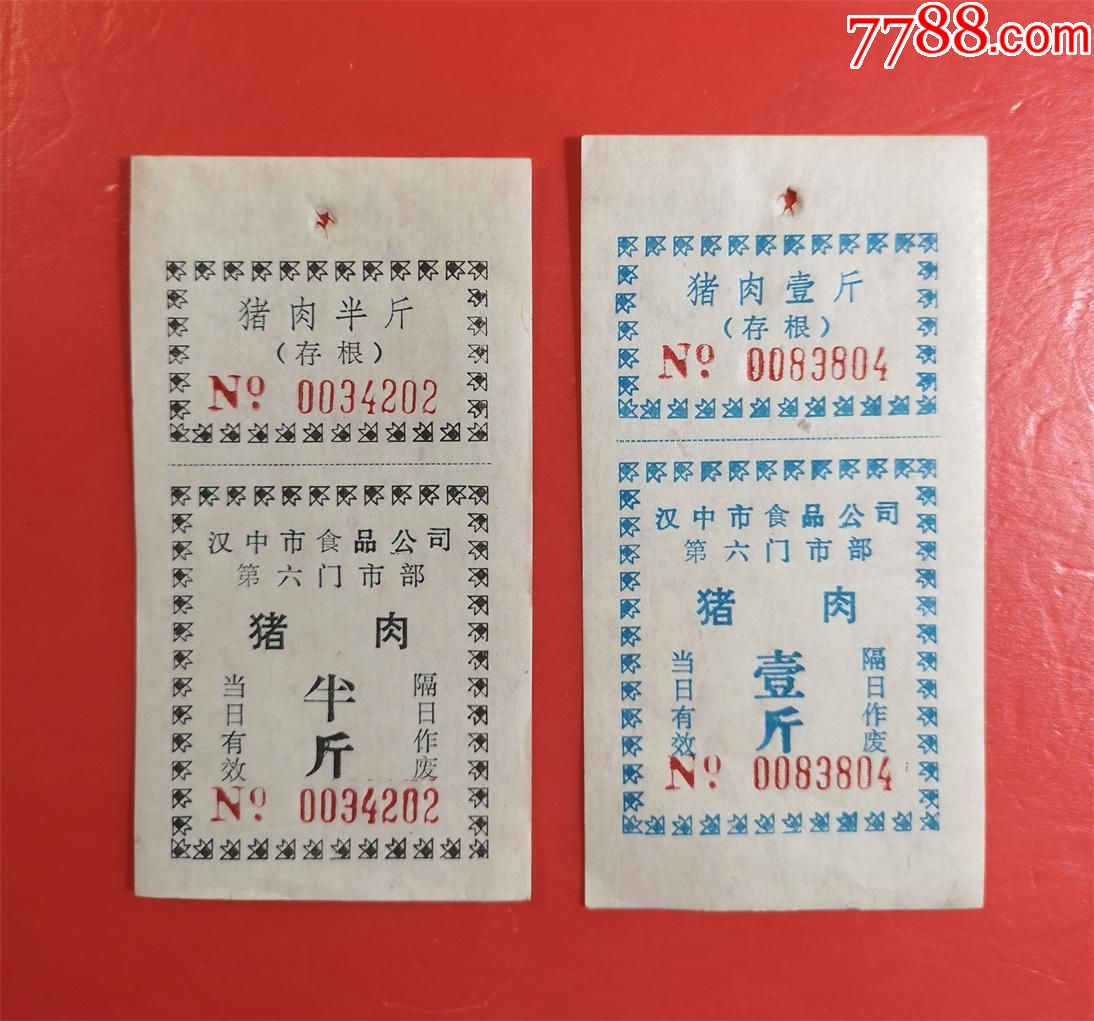 7788.com
猪肉半斤
(存根)
No 0034202
汉中市食品公司
第六门市部
猪肉
当日有效
半斤
隔日作废
No 0034202
猪肉壹斤
(存根)
No 0083804
汉中市食品公司
第六门市部
猪肉
当日有效
壹斤
隔日作废
No 0083804